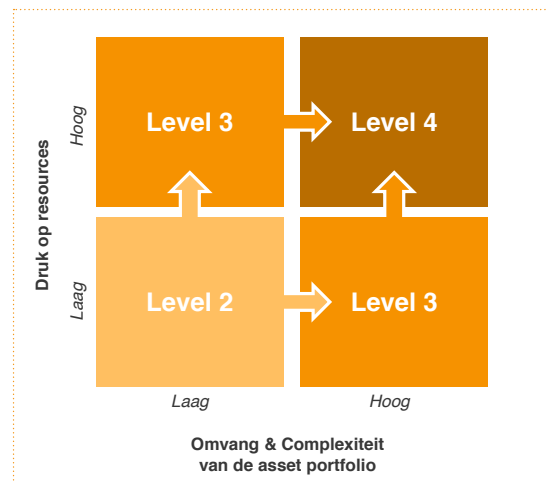 Druk op resources
Hoog
Level 3
Level 4
Laag
Level 2
Level 3
Laag
Hoog
Omvang & Complexiteit
van de asset portfolio